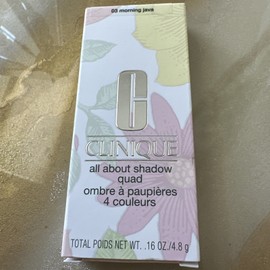 03 morning java
C
CLINIQUE
all about shadow
quad
ombre à paupières
4 couleurs
TOTAL POIDS NET WT. .16 OZ./4.8 g